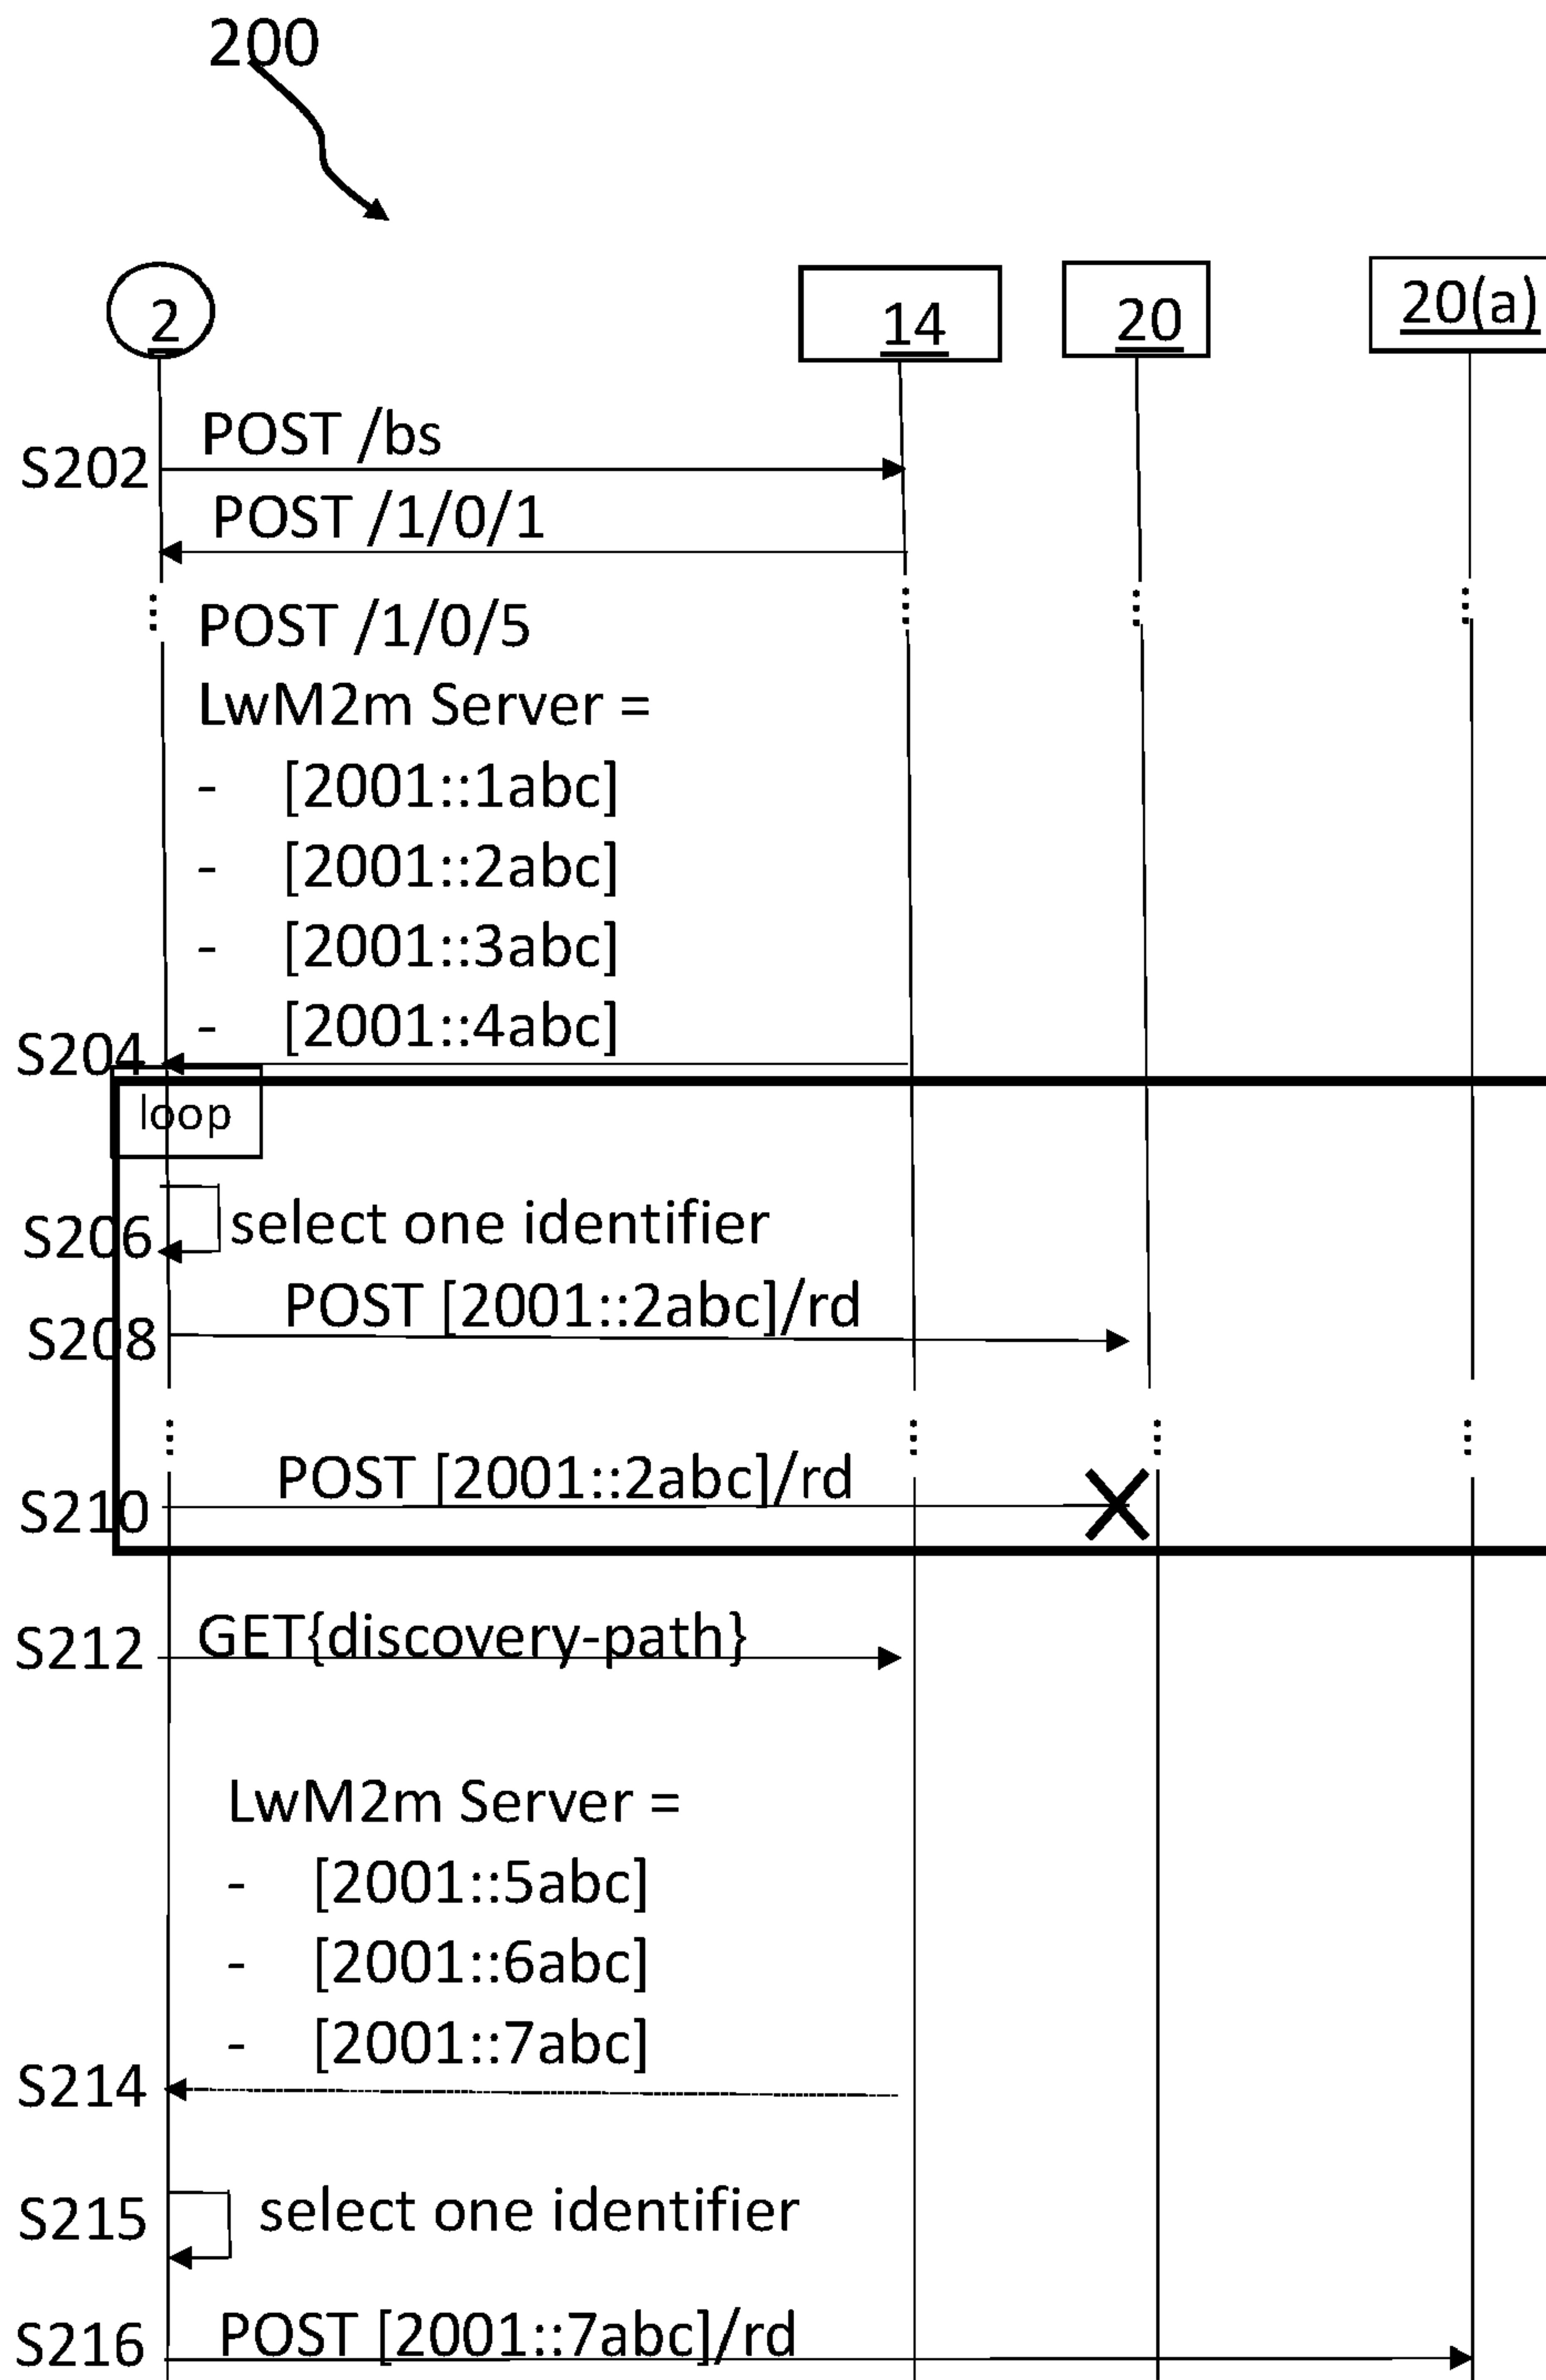 200
2
14
20
20(a)
POST /bs
S202
POST /1/0/1
POST /1/0/5
LwM2m Server =
- [2001::1abc]
- [2001::2abc]
- [2001::3abc]
- [2001::4abc]
S204
loop
S206
select one identifier
POST [2001::2abc]/rd
S208
POST [2001::2abc]/rd
S210
S212
GET{discovery-path}
LwM2m Server =
- [2001::5abc]
- [2001::6abc]
- [2001::7abc]
S214
S215
select one identifier
S216
POST [2001::7abc]/rd